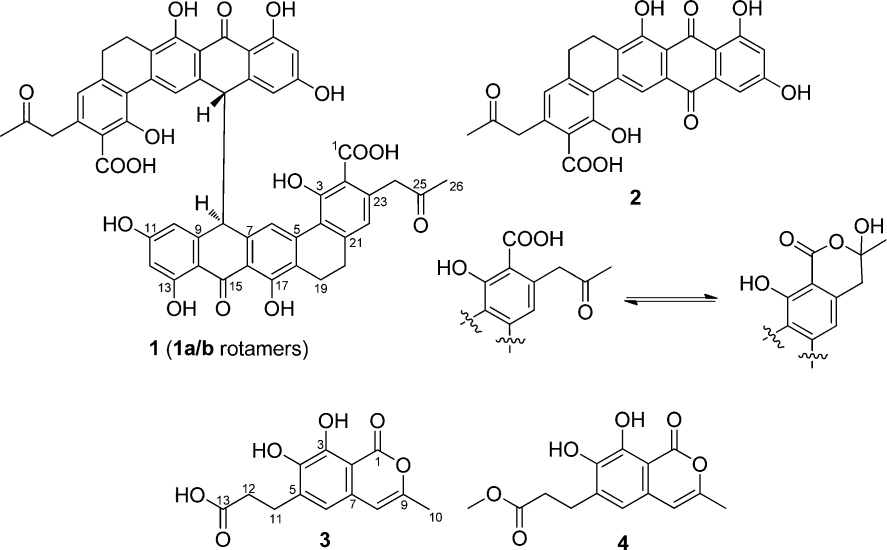 OH O OH OH O OH
O OH OH
O OH O
COOH 1 COOH COOH
H HO 3 25 26 2
H 23 O
HO 11 9 7 5 21 COOH OH
HO O O
13 15 17 19 O HO
OH O OH
1 (1a/b rotamers)
OH O OH O
HO 3 1 HO
HO 12 5 O O O
13 11 7 9 10 O
O 3 4